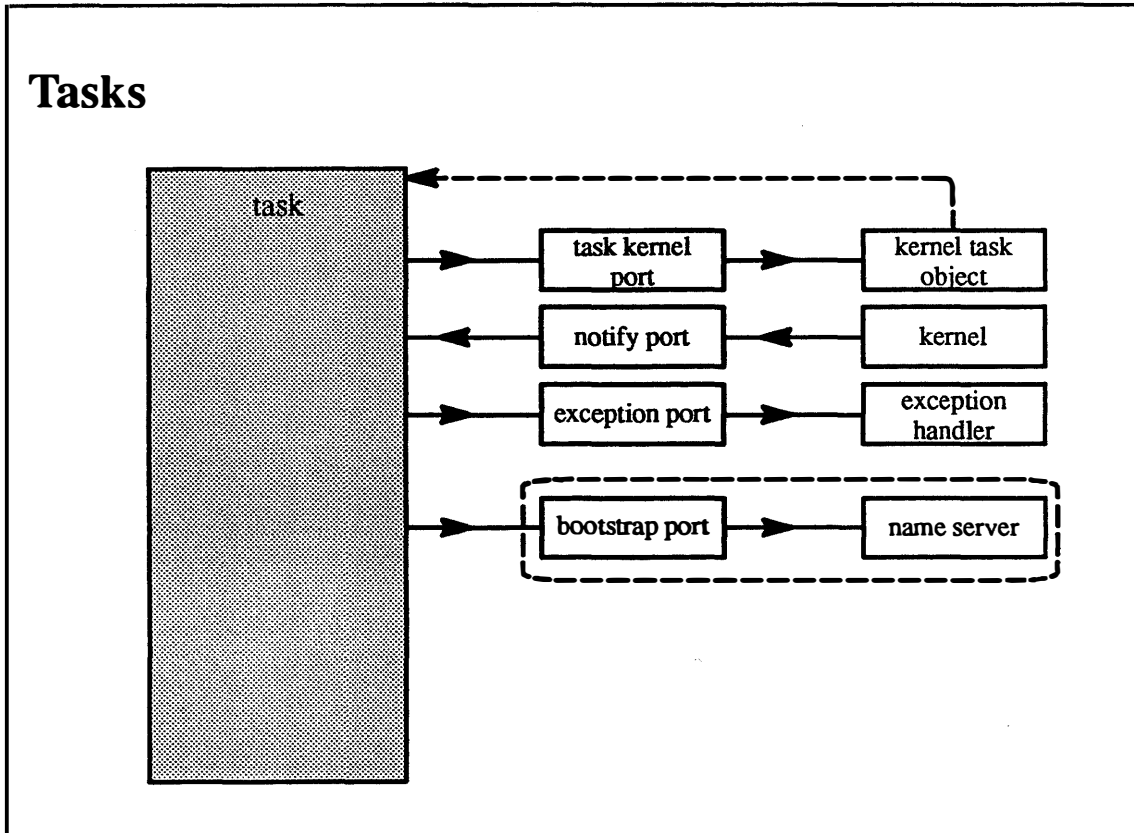 Tasks
task
task kernel
port
kernel task
object
notify port
kernel
exception port
exception
handler
bootstrap port
name server